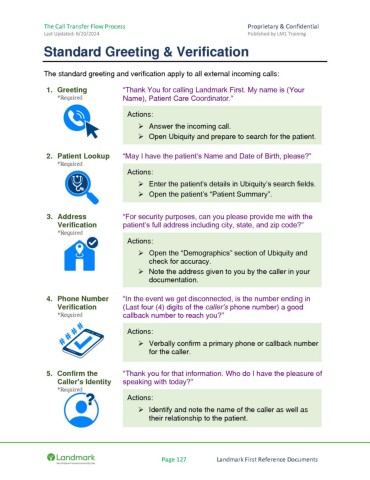 The Call Transfer Flow Process Proprietary & Confidential
Last Updated: 6/20/2024 Published by LM1 Training
Standard Greeting & Verification
The standard greeting and verification apply to all external incoming calls:
1. Greeting "Thank You for calling Landmark First. My name is (Your
*Required Name), Patient Care Coordinator."
Actions:
➢ Answer the incoming call.
➢ Open Ubiquity and prepare to search for the patient.
2. Patient Lookup "May I have the patient's Name and Date of Birth, please?"
*Required
Actions:
➢ Enter the patient's details in Ubiquity's search fields.
➢ Open the patient's "Patient Summary".
3. Address "For security purposes, can you please provide me with the
Verification patient's full address including city, state, and zip code?"
*Required
Actions:
➢ Open the "Demographics" section of Ubiquity and
check for accuracy.
➢ Note the address given to you by the caller in your
documentation.
4. Phone Number "In the event we get disconnected, is the number ending in
Verification (Last four (4) digits of the caller's phone number) a good
*Required callback number to reach you?"
Actions:
➢ Verbally confirm a primary phone or callback number
for the caller.
5. Confirm the "Thank you for that information. Who do I have the pleasure of
Caller's Identity speaking with today?"
*Required
Actions:
➢ Identify and note the name of the caller as well as
their relationship to the patient.
Landmark Page 127 Landmark First Reference Documents